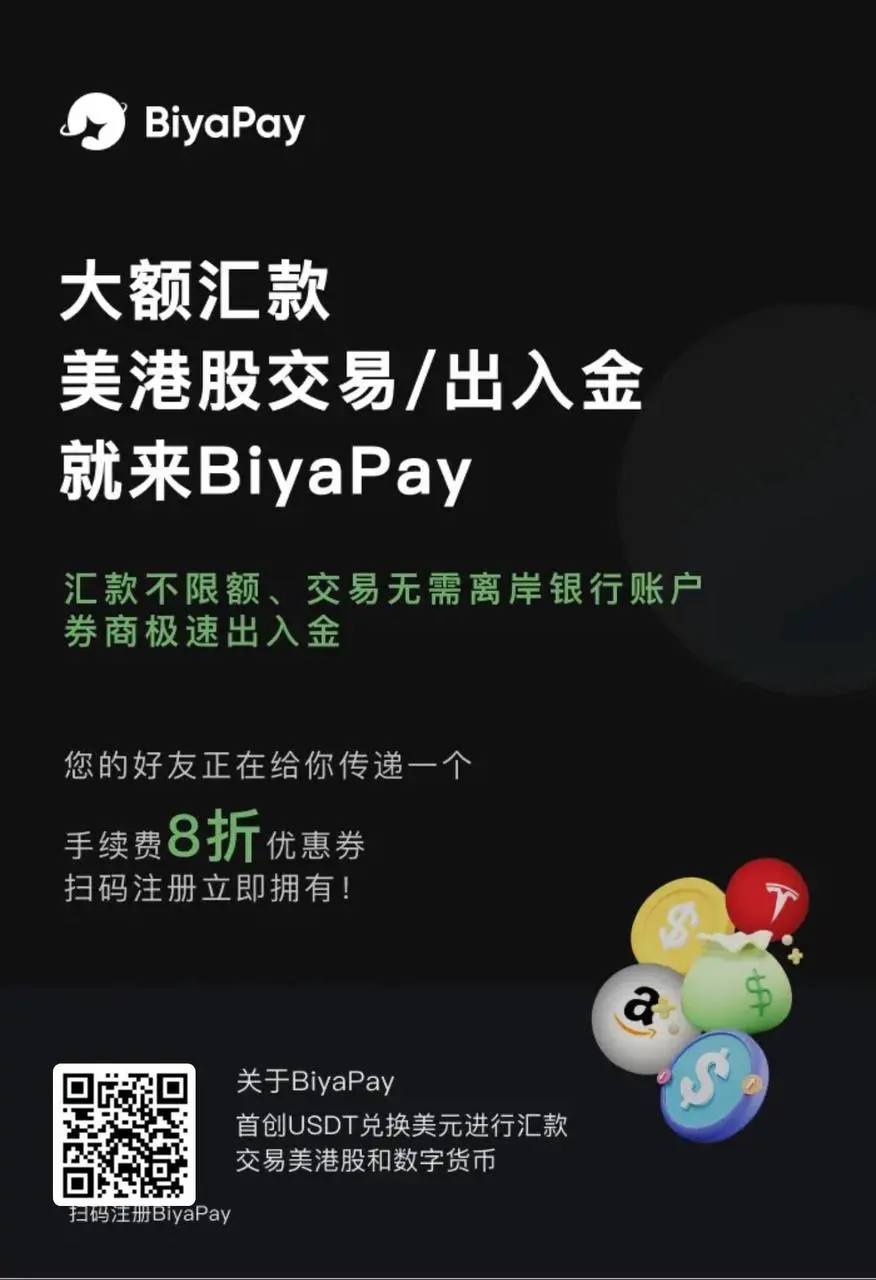 BiyaPay
大额汇款
美港股交易/出入金
就来BiyaPay
汇款不限额、交易无需离岸银行账户
券商极速出入金
您的好友正在给你传递一个
手续费8折优惠券
扫码注册立即拥有！
关于BiyaPay
首创USDT兑换美元进行汇款
交易美港股和数字货币
扫码注册BiyaPay